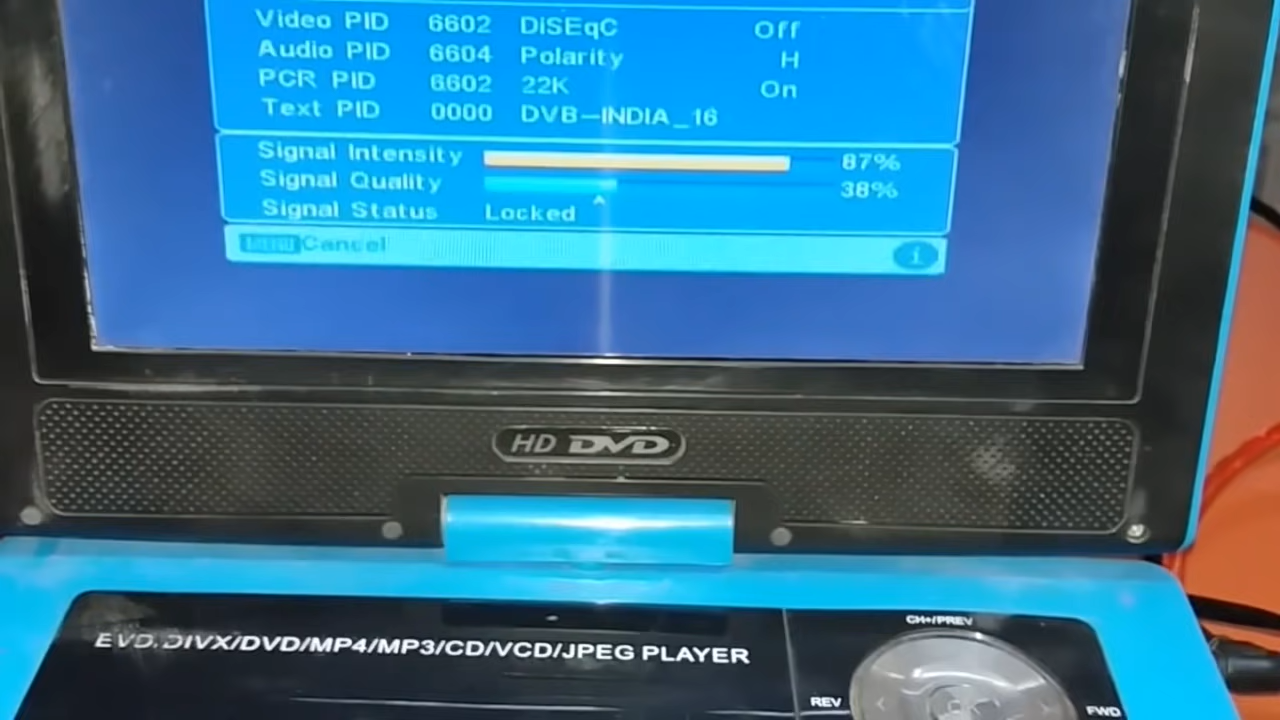 Video PID 6602 DiSEqC Off
Audio PID 6604 Polarity H
PCR PID 6602 22K On
Text PID 0000 DVB-INDIA_16
Signal Intensity 87%
Signal Quality 38%
Signal Status Locked
MENU Cancel i
HD DVD
EVD.DIVX/DVD/MP4/MP3/CD/VCD/JPEG PLAYER
CH+/PREV
REV OK FWD